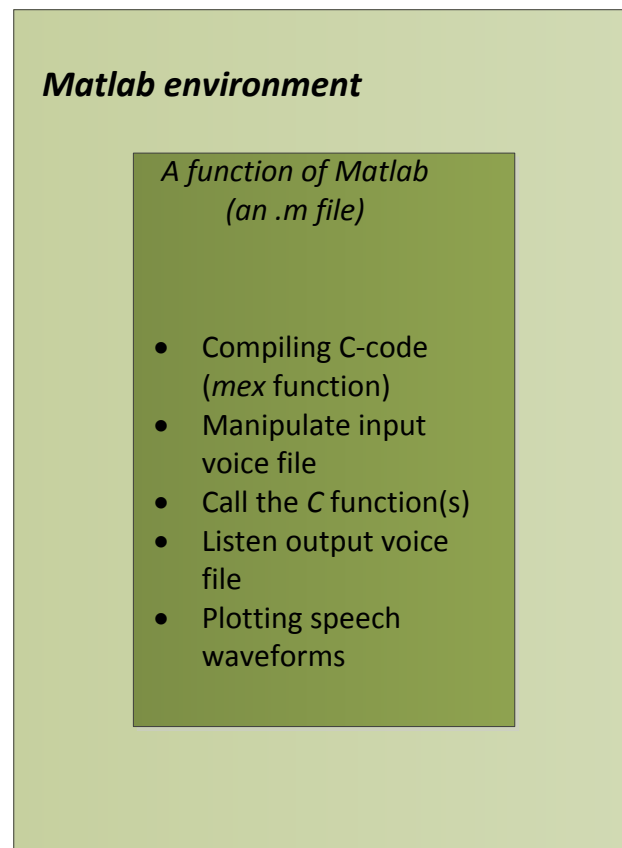 Matlab environment
A function of Matlab
(an .m file)
• Compiling C-code
(mex function)
• Manipulate input
voice file
• Call the C function(s)
• Listen output voice
file
• Plotting speech
waveforms